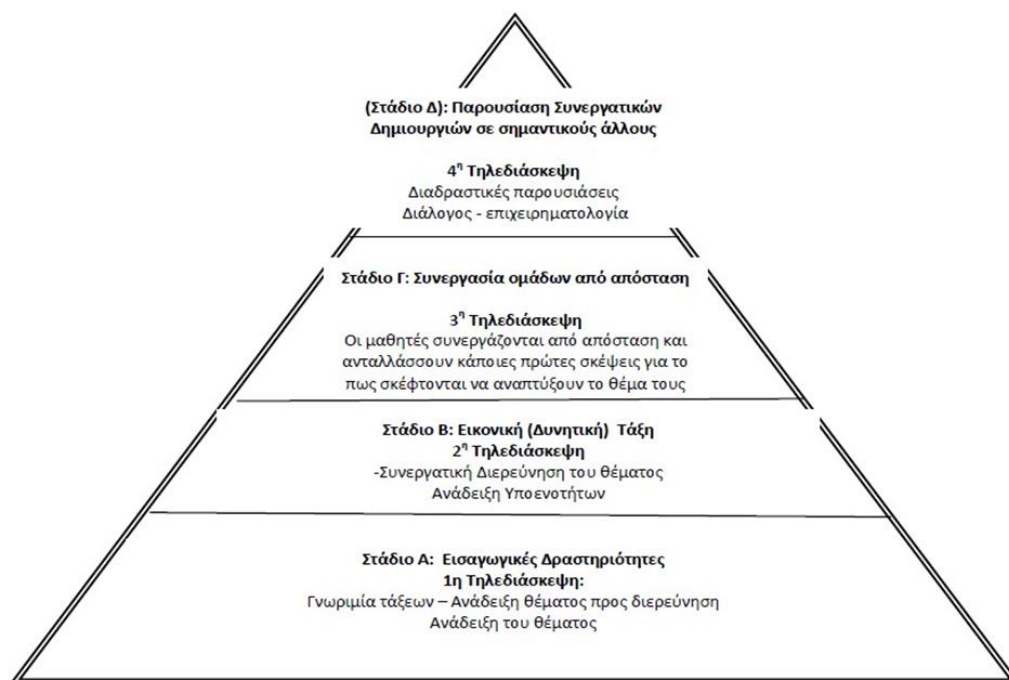 (Στάδιο Δ): Παρουσίαση Συνεργατικών
Δημιουργιών σε σημαντικούς άλλους
4η Τηλεδιάσκεψη
Διαδραστικές παρουσιάσεις
Διάλογος - επιχειρηματολογία
Στάδιο Γ: Συνεργασία ομάδων από απόσταση
3η Τηλεδιάσκεψη
Οι μαθητές συνεργάζονται από απόσταση και
ανταλλάσσουν κάποιες πρώτες σκέψεις για το
πως σκέφτονται να αναπτύξουν το θέμα τους
Στάδιο Β: Εικονική (Δυνητική) Τάξη
2η Τηλεδιάσκεψη
-Συνεργατική Διερεύνηση του θέματος
Ανάδειξη Υποενοτήτων
Στάδιο Α: Εισαγωγικές Δραστηριότητες
1η Τηλεδιάσκεψη:
Γνωριμία τάξεων – Ανάδειξη θέματος προς διερεύνηση
Ανάδειξη του θέματος